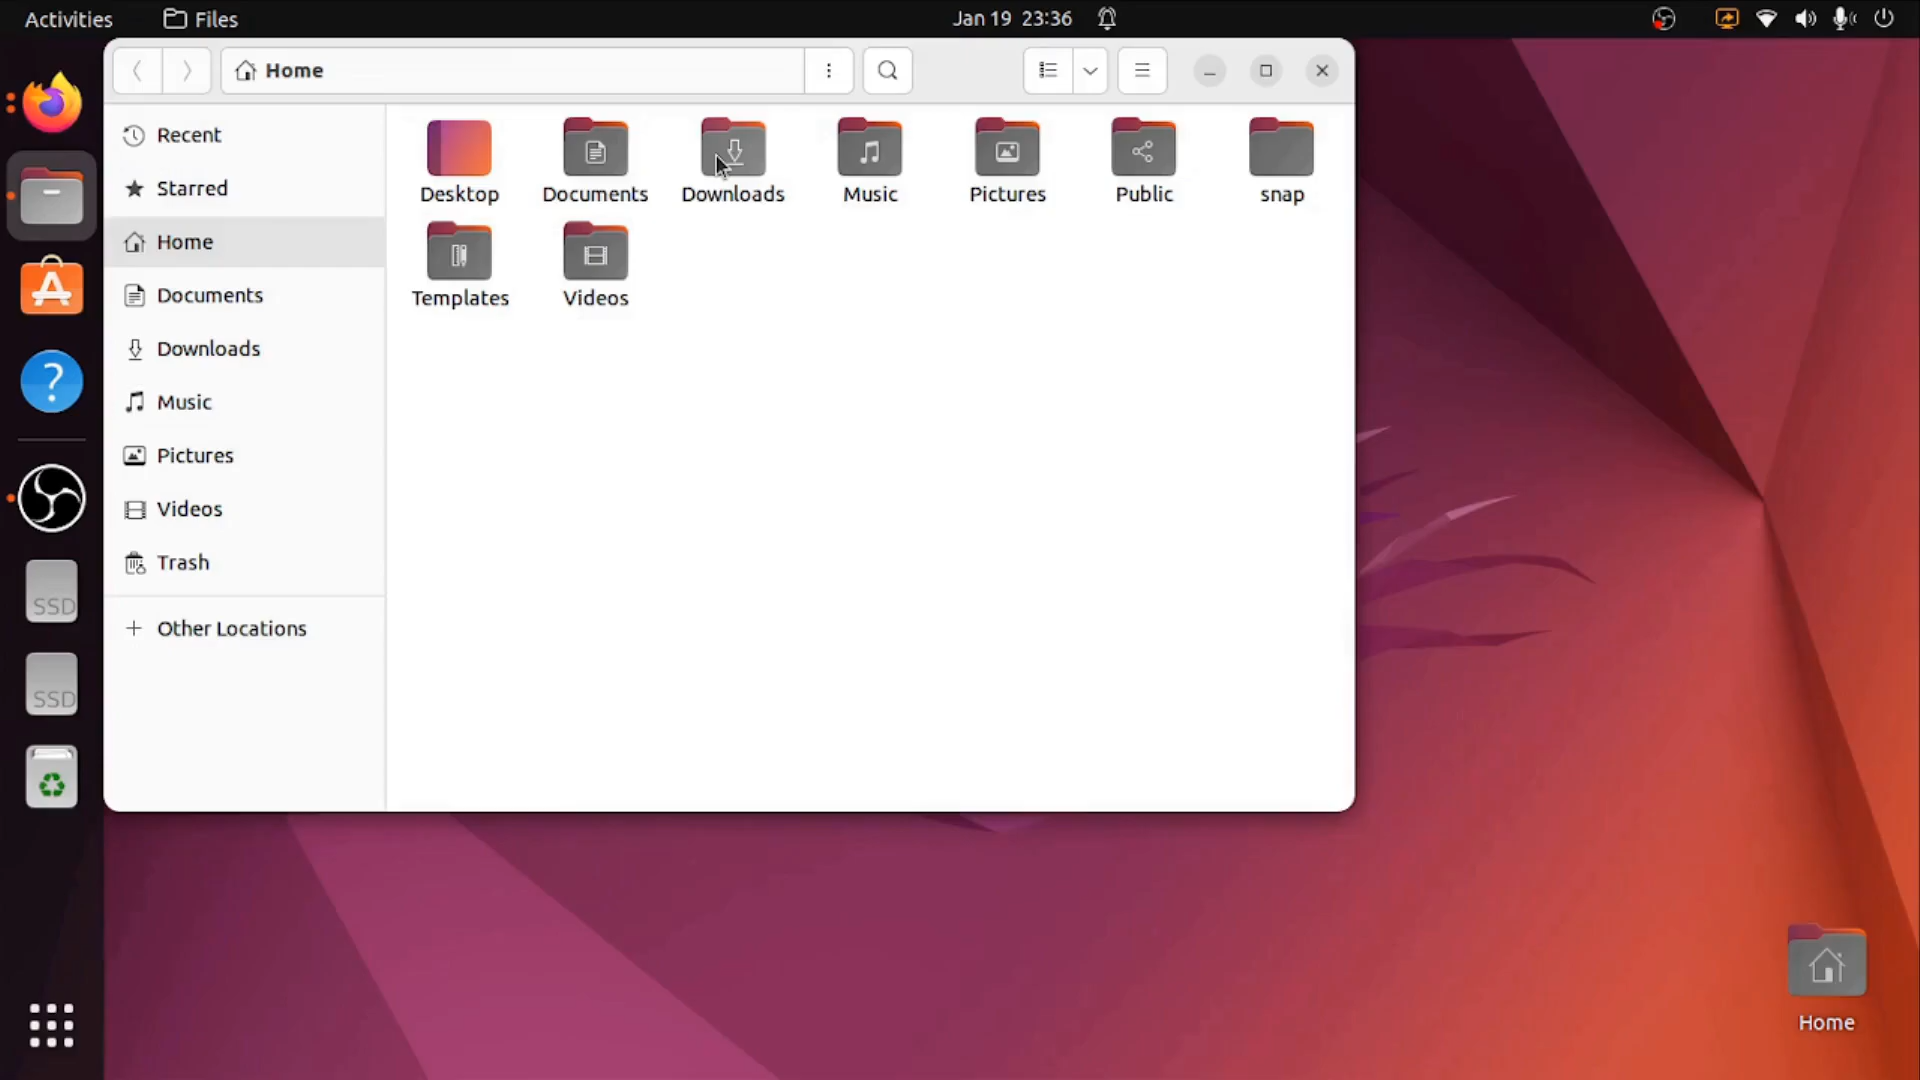 Activities Files Jan 19 23:36
Home
Recent
Starred
Home
Documents
Downloads
Music
Pictures
Videos
Trash
Other Locations
Desktop Documents Downloads Music Pictures Public snap
Templates Videos
SSD
SSD
Home